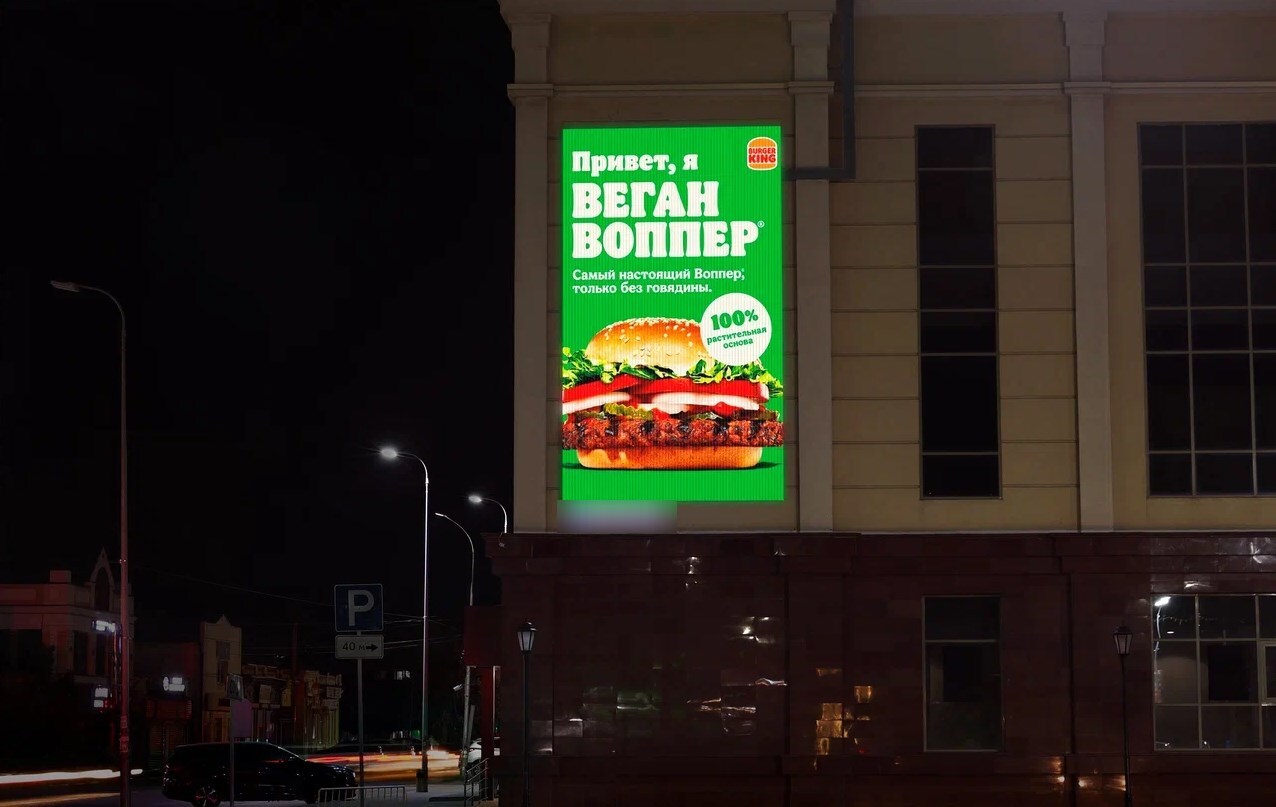 Привет, я
BURGER
KING
ВЕГАН
ВОППЕР®
Самый настоящий Воппер,
только без говядины.
100%
растительная
основа
P
40 м